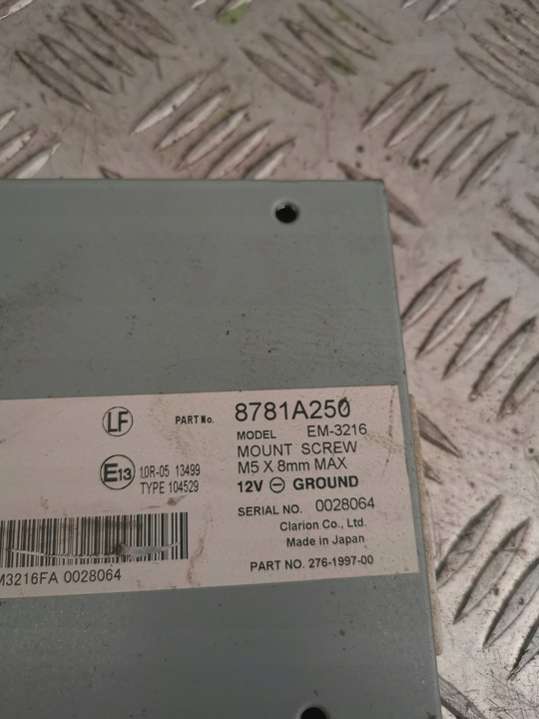 LF
PART No. 8781A250
MODEL EM-3216
MOUNT SCREW
M5 X 8mm MAX
12V ⊖ GROUND
SERIAL NO. 0028064
Clarion Co., Ltd.
Made in Japan
PART NO. 276-1997-00
E13
10R-05 13499
TYPE 104529
M3216FA 0028064